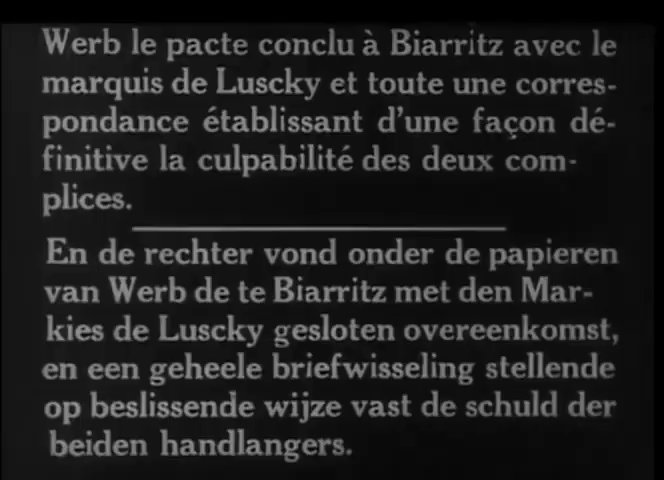 Werb le pacte conclu à Biarritz avec le
marquis de Luscky et toute une corres-
pondance établissant d'une façon dé-
finitive la culpabilité des deux com-
plices.
En de rechter vond onder de papieren
van Werb de te Biarritz met den Mar-
kies de Luscky gesloten overeenkomst,
en een geheele briefwisseling stellende
op beslissende wijze vast de schuld der
beiden handlangers.